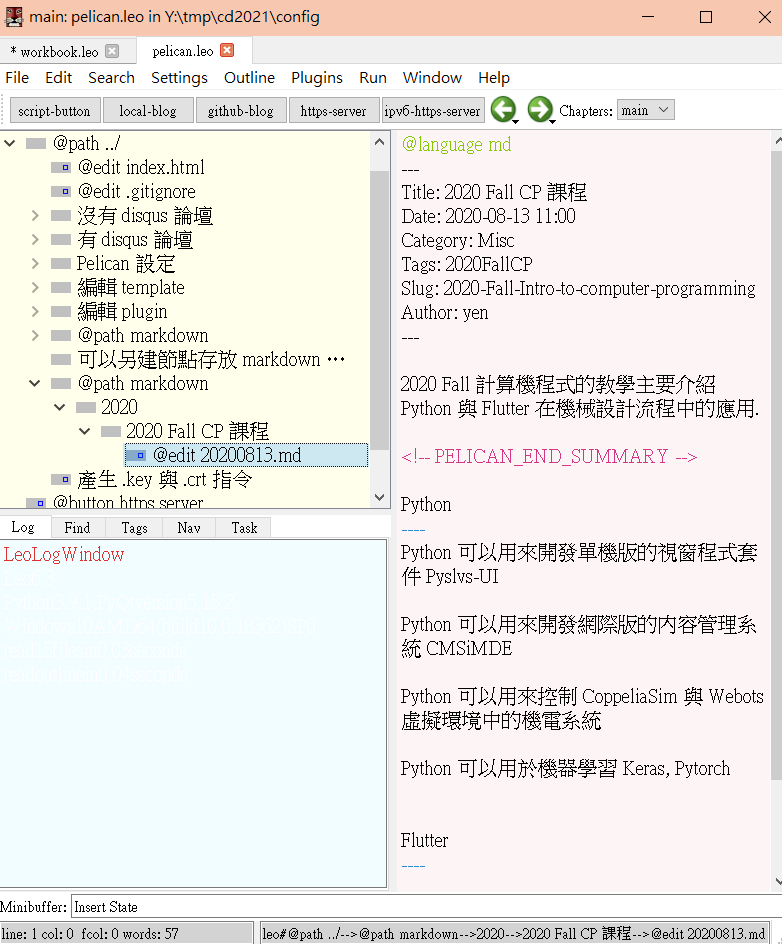 main: pelican.leo in Y:\tmp\cd2021\config
* workbook.leo
pelican.leo
File Edit Search Settings Outline Plugins Run Window Help
script-button local-blog github-blog https-server ipv6-https-server Chapters: main
@path ../
@edit index.html
@edit .gitignore
沒有 disqus 論壇
有 disqus 論壇
Pelican 設定
編輯 template
編輯 plugin
@path markdown
可以另建節點存放 markdown …
@path markdown
2020
2020 Fall CP 課程
@edit 20200813.md
產生 .key 與 .crt 指令
@button https server
Log Find Tags Nav Task
LeoLogWindow
@language md
---
Title: 2020 Fall CP 課程
Date: 2020-08-13 11:00
Category: Misc
Tags: 2020FallCP
Slug: 2020-Fall-Intro-to-computer-programming
Author: yen
---
2020 Fall 計算機程式的教學主要介紹
Python 與 Flutter 在機械設計流程中的應用.
<!-- PELICAN_END_SUMMARY -->
Python
----
Python 可以用來開發單機版的視窗程式套
件 Pyslvs-UI
Python 可以用來開發網際版的內容管理系
統 CMSiMDE
Python 可以用來控制 CoppeliaSim 與 Webots
虛擬環境中的機電系統
Python 可以用於機器學習 Keras, Pytorch
Flutter
----
Minibuffer: Insert State
line: 1 col: 0 fcol: 0 words: 57
leo#@path ../-->@path markdown-->2020-->2020 Fall CP 課程-->@edit 20200813.md